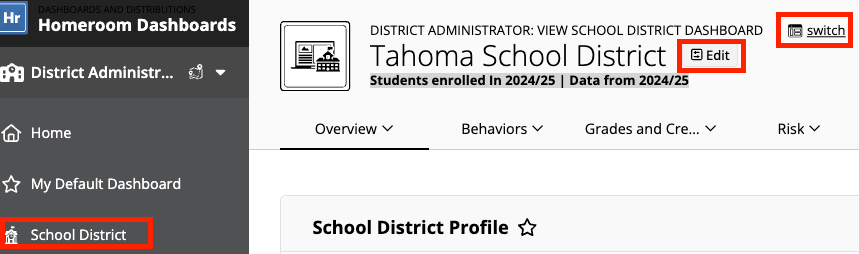 Hr
DASHBOARDS AND DISTRIBUTIONS
Homeroom Dashboards
District Administr...
Home
My Default Dashboard
School District
DISTRICT ADMINISTRATOR: VIEW SCHOOL DISTRICT DASHBOARD
switch
Tahoma School District
Edit
Students enrolled In 2024/25 | Data from 2024/25
Overview
Behaviors
Grades and Cre...
Risk
School District Profile